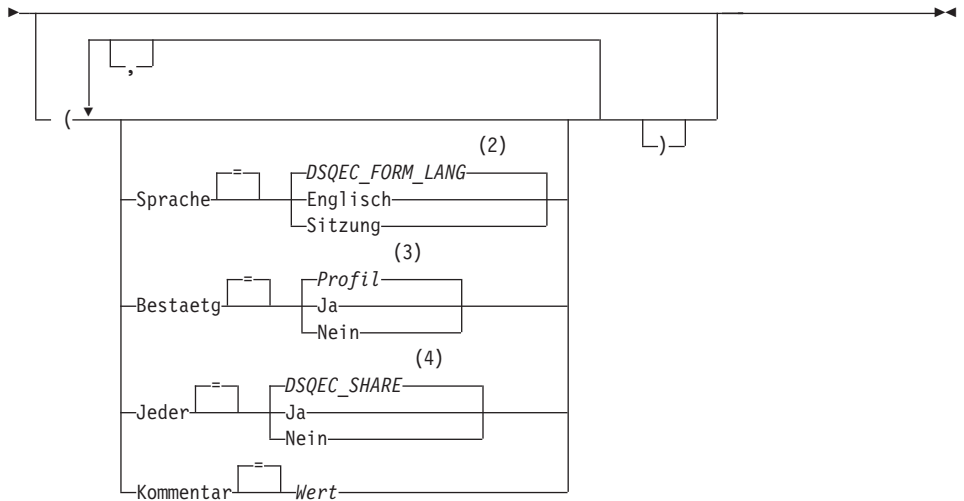 ,
(
)
(2)
Sprache = DSQEC_FORM_LANG
Englisch
Sitzung
(3)
Bestaetg = Profil
Ja
Nein
(4)
Jeder = DSQEC_SHARE
Ja
Nein
Kommentar = Wert